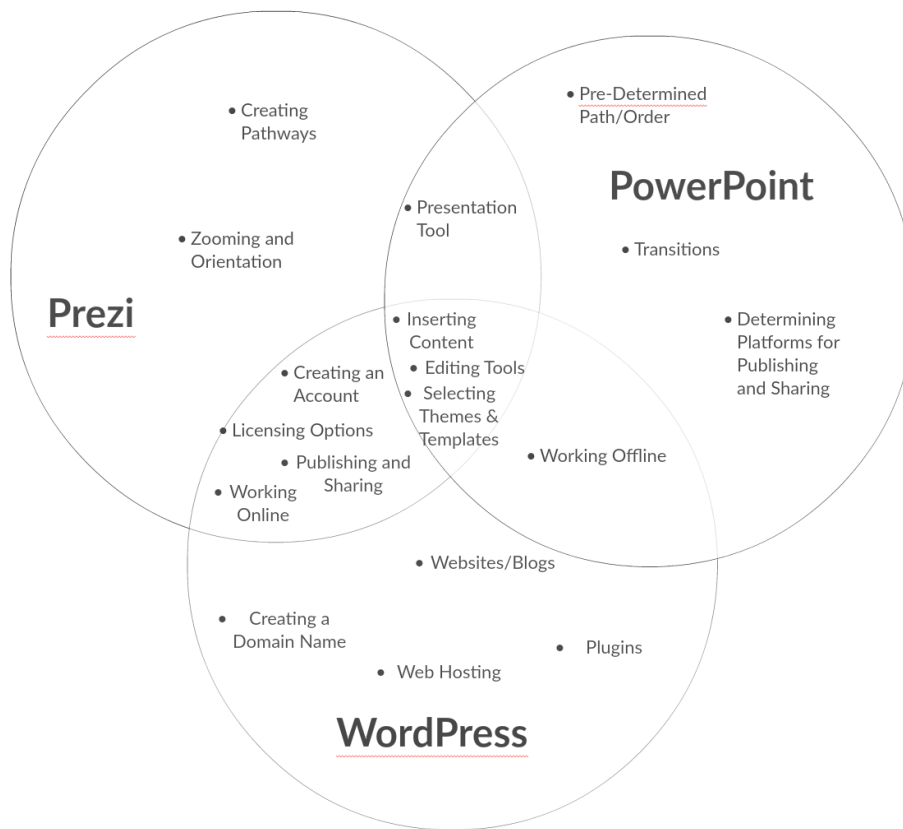 • Creating
Pathways
• Zooming and
Orientation
Prezi
• Presentation
Tool
• Pre-Determined
Path/Order
PowerPoint
• Transitions
• Determining
Platforms for
Publishing
and Sharing
• Inserting
Content
• Editing Tools
• Selecting
Themes &
Templates
• Creating an
Account
• Licensing Options
• Publishing and
Sharing
• Working
Online
• Working Offline
• Websites/Blogs
• Creating a
Domain Name
• Plugins
• Web Hosting
WordPress